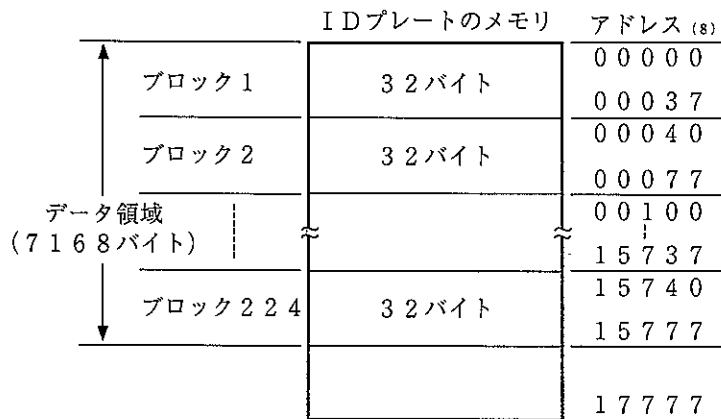 IDプレートのメモリ アドレス(8)
00000
ブロック1 32バイト
00037
00040
ブロック2 32バイト
00077
データ領域 00100
(7168バイト)
15737
15740
ブロック224 32バイト
15777
17777